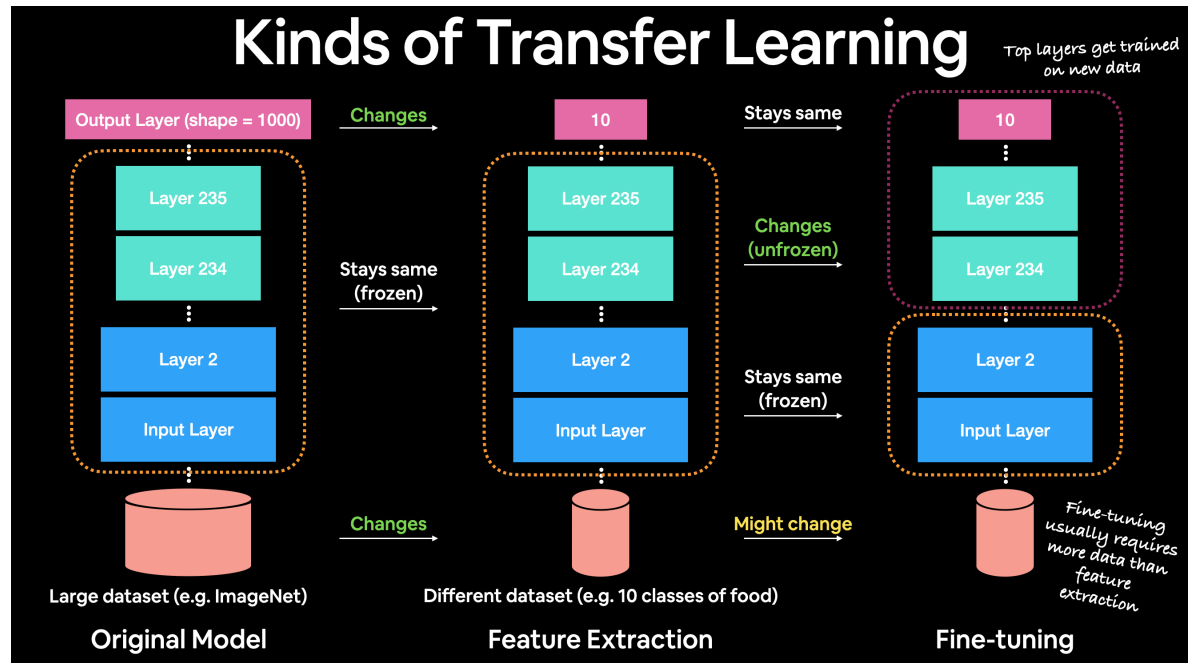 Kinds of Transfer Learning
Top layers get trained
on new data
Output Layer (shape = 1000)
Changes
10
Stays same
10
Layer 235
Layer 235
Layer 235
Changes
(unfrozen)
Layer 234
Stays same
(frozen)
Layer 234
Layer 234
Layer 2
Layer 2
Stays same
(frozen)
Layer 2
Input Layer
Input Layer
Input Layer
Changes
Might change
Fine-tuning
usually requires
more data than
feature
extraction
Large dataset (e.g. ImageNet)
Different dataset (e.g. 10 classes of food)
Original Model
Feature Extraction
Fine-tuning